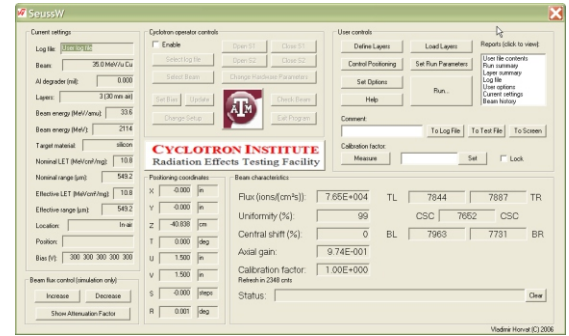 SeussW
Current settings
Log file: User log file
Beam: 35.0 MeV/u Cu
Al degrader (mil): 0.000
Layers: 3 (30 mm air)
Beam energy (MeV/amu): 33.6
Beam energy (MeV): 2114
Target material: silicon
Nominal LET (MeV/cm²/mg): 10.8
Nominal range (µm): 549.2
Effective LET (MeV/cm²/mg): 10.8
Effective range (µm): 549.2
Location: In-air
Position:
Bias (V): 300 300 300 300 300
Beam flux control (simulation only)
Increase Decrease
Show Attenuation Factor
Cyclotron operator controls
Enable
Open S1 Close S1
Select log file Open S2 Close S2
Select Beam Change Hardware Parameters
Set Bias Update Check Beam
Change Setup Exit Program
ATM
CYCLOTRON INSTITUTE
Radiation Effects Testing Facility
User controls
Define Layers Load Layers Reports (click to view):
Control Positioning Set Run Parameters
Set Options Run...
Help
User file contents
Run summary
Layer summary
Log file
User options
Current settings
Beam history
Comment:
To Log File To Test File To Screen
Calibration factor:
Measure Set Lock
Positioning coordinates
X -0.000 in
Y -0.000 in
Z -40.838 cm
T 0.000 deg
U 1.500 in
V 1.500 in
S -0.000 steps
R 0.001 deg
Beam characteristics
Flux (ions/(cm²s)): 7.65E+004 TL 7844 7887 TR
Uniformity (%): 99 CSC 7652 CSC
Central shift (%): 0 BL 7963 7731 BR
Axial gain: 9.74E-001
Calibration factor: 1.00E+000
Refresh in 2348 cnts
Status: Clear
Vladimir Horvat (C) 2006